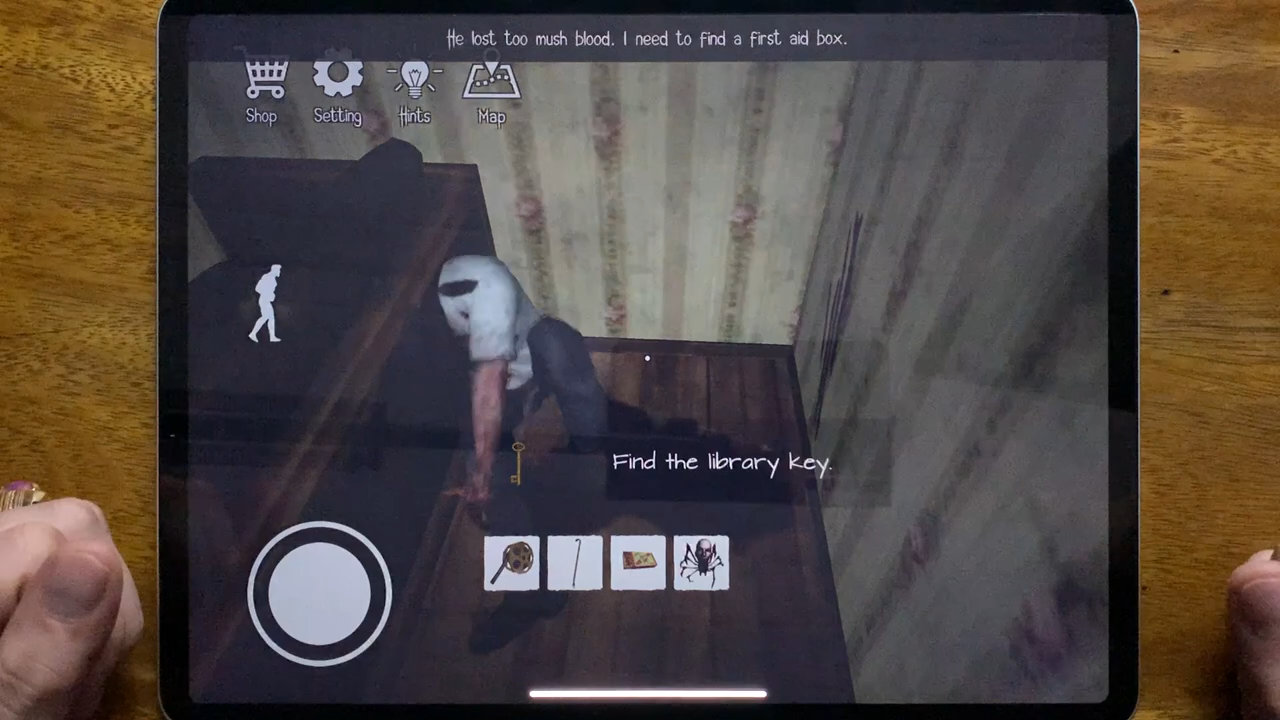 He lost too mush blood. I need to find a first aid box.
Shop
Setting
Hints
Map
Find the library key.